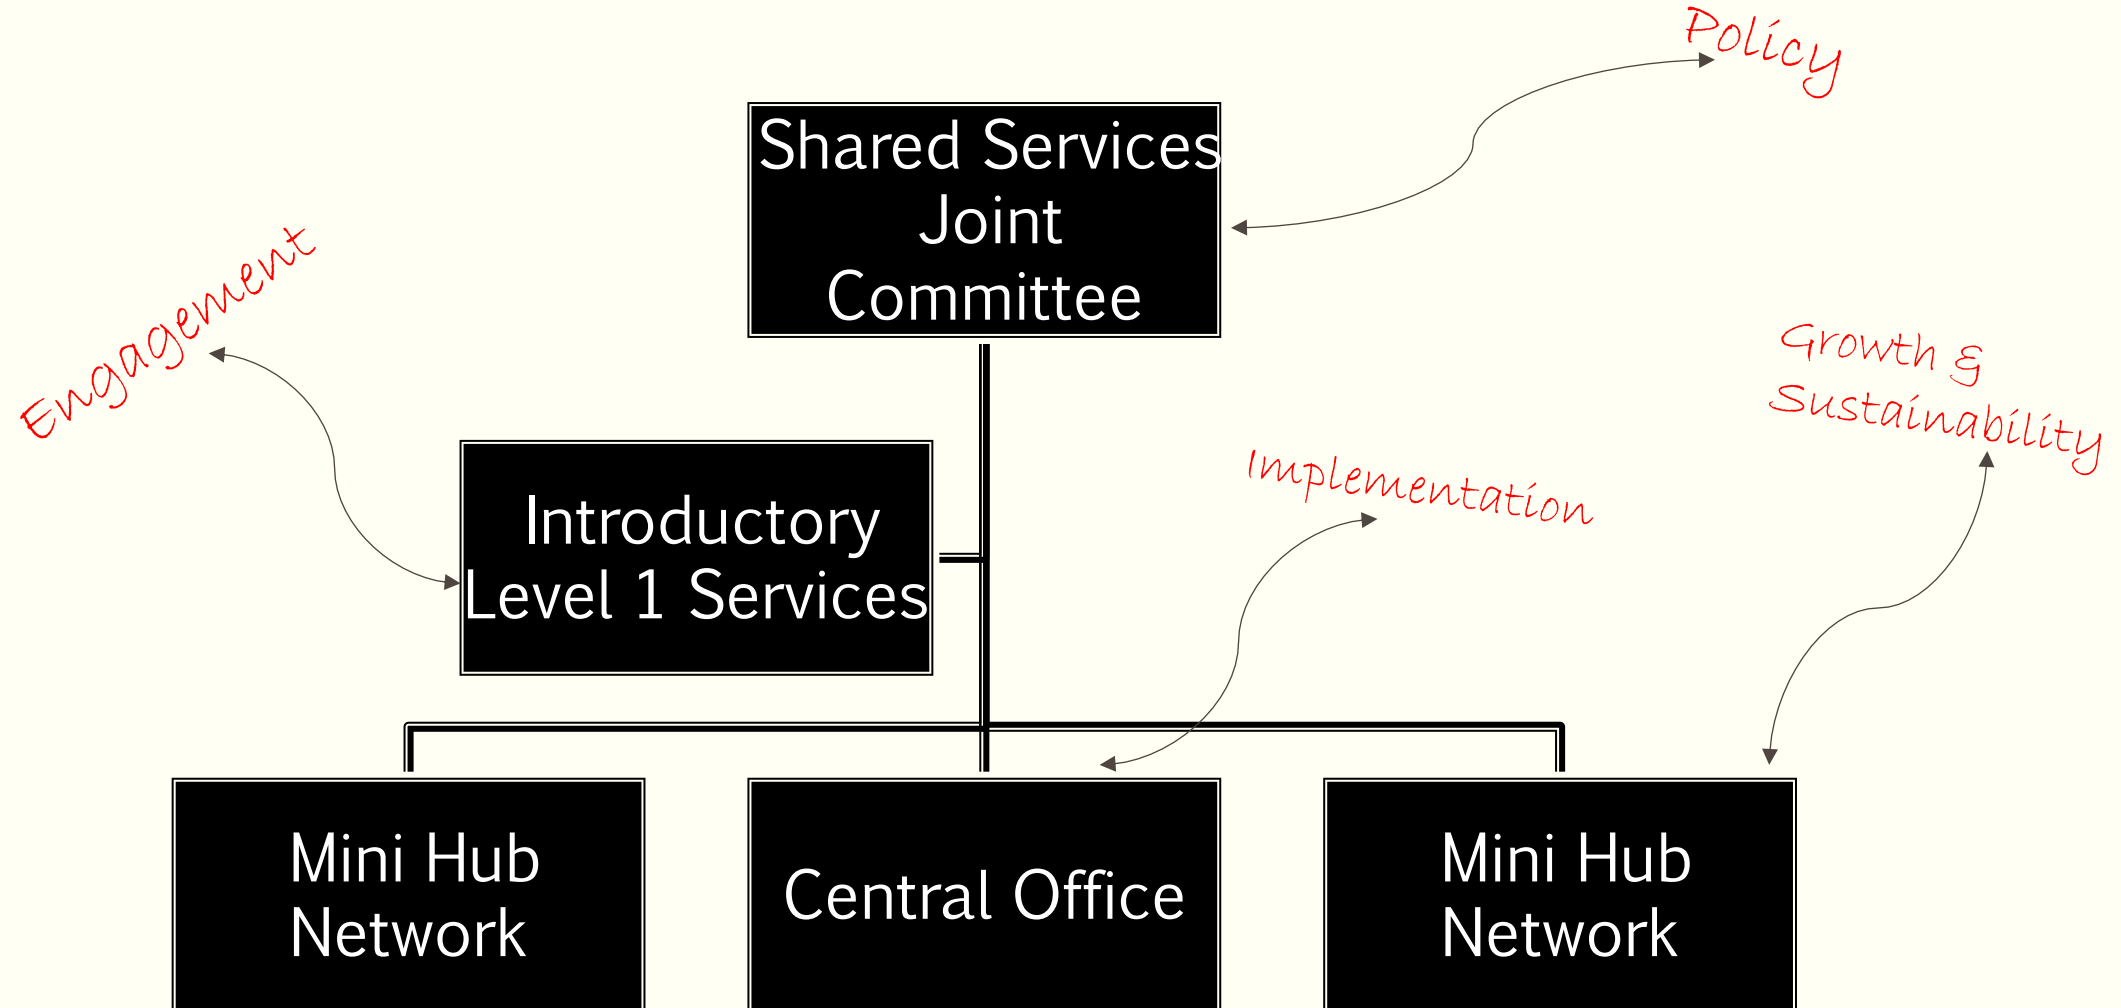 Policy
Shared Services
Joint
Committee
Engagement
Growth &
Sustainability
Implementation
Introductory
Level 1 Services
Mini Hub
Network
Central Office
Mini Hub
Network